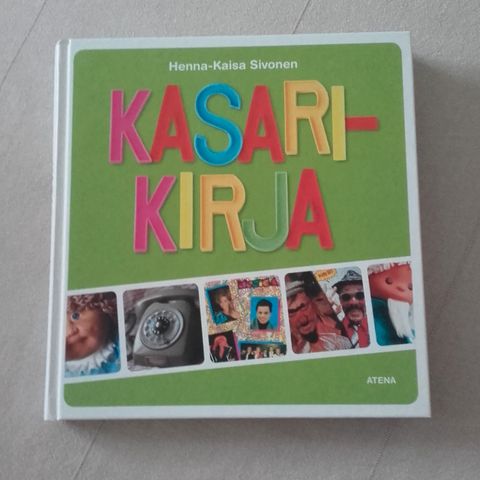 Henna-Kaisa Sivonen
KASARI-
KIRJA
ATENA